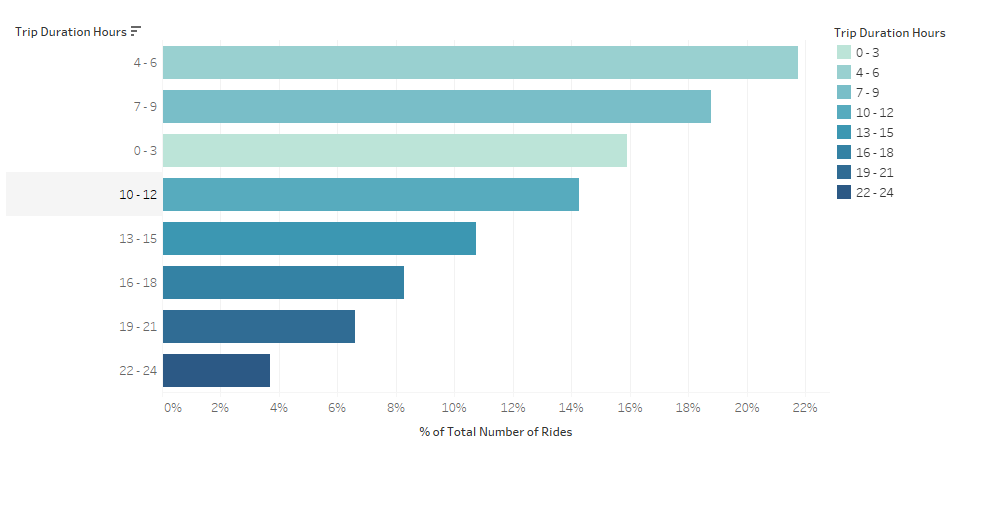 Trip Duration Hours
4 - 6
7 - 9
0 - 3
10 - 12
13 - 15
16 - 18
19 - 21
22 - 24
0% 2% 4% 6% 8% 10% 12% 14% 16% 18% 20% 22%
% of Total Number of Rides
Trip Duration Hours
0 - 3
4 - 6
7 - 9
10 - 12
13 - 15
16 - 18
19 - 21
22 - 24